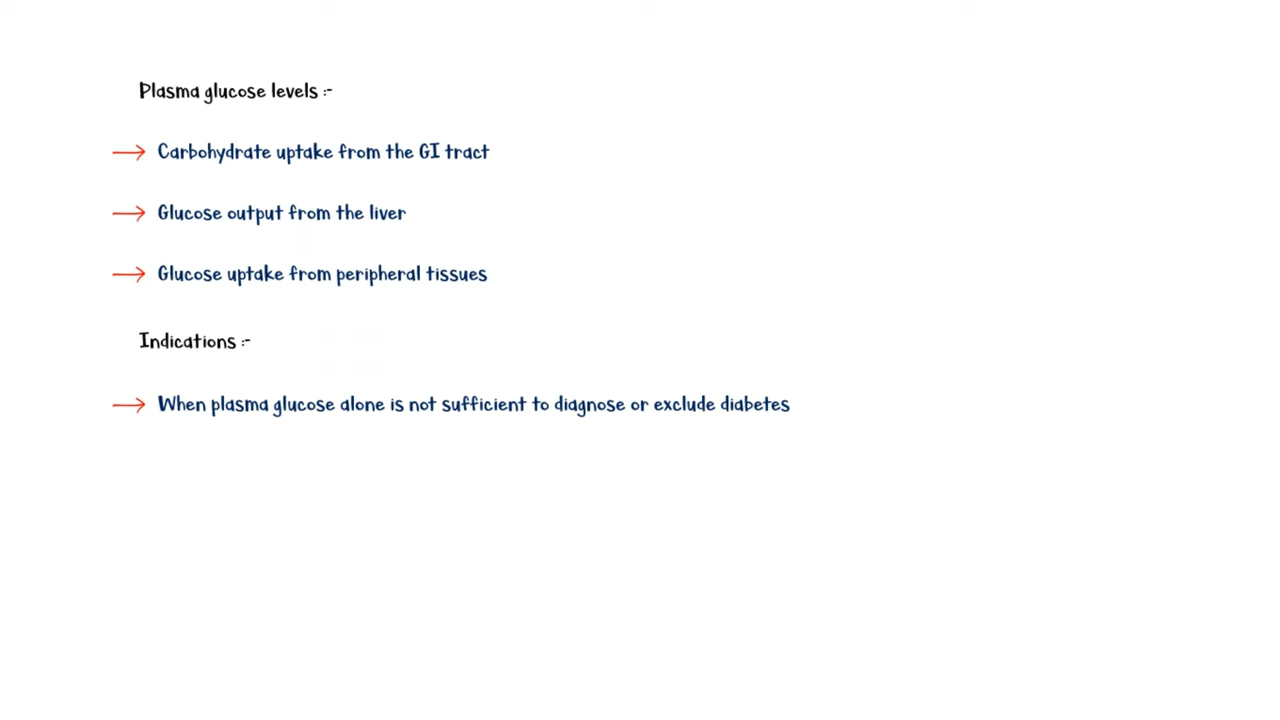 Plasma glucose levels :-
→ Carbohydrate uptake from the GI tract
→ Glucose output from the liver
→ Glucose uptake from peripheral tissues
Indications :-
→ When plasma glucose alone is not sufficient to diagnose or exclude diabetes